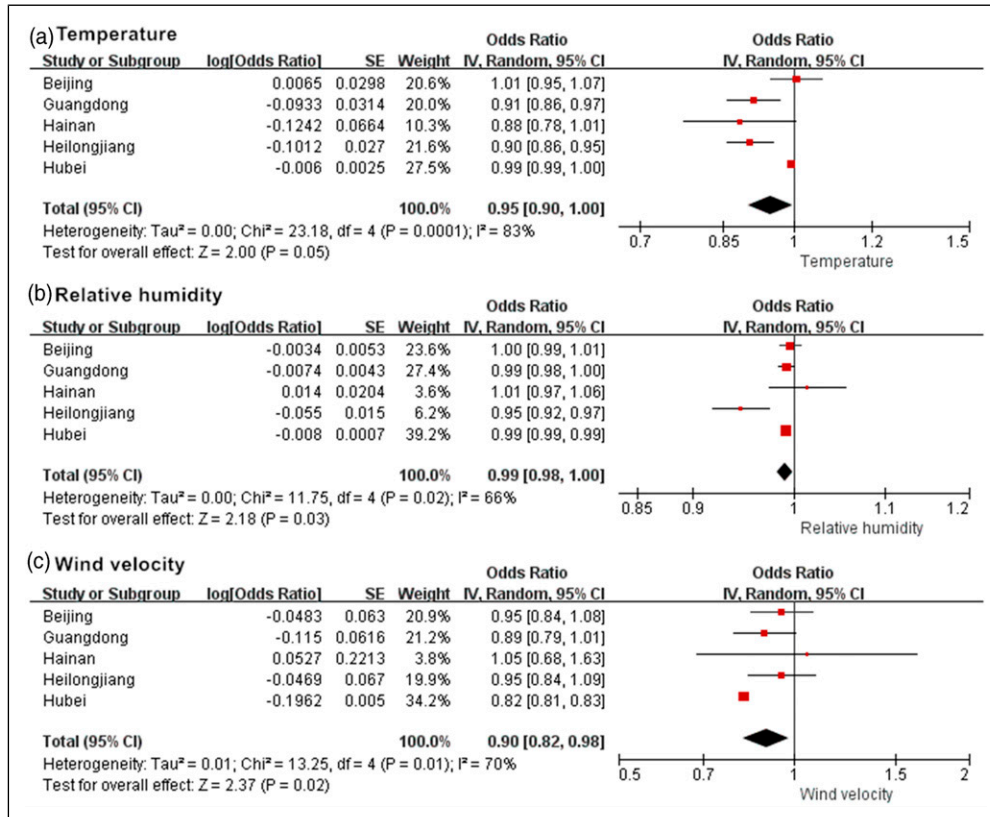 (a) Temperature
Odds Ratio Odds Ratio
Study or Subgroup log[Odds Ratio] SE Weight IV, Random, 95% CI IV, Random, 95% CI
Beijing 0.0065 0.0298 20.6% 1.01 [0.95, 1.07]
Guangdong -0.0933 0.0314 20.0% 0.91 [0.86, 0.97]
Hainan -0.1242 0.0664 10.3% 0.88 [0.78, 1.01]
Heilongjiang -0.1012 0.027 21.6% 0.90 [0.86, 0.95]
Hubei -0.006 0.0025 27.5% 0.99 [0.99, 1.00]
Total (95% CI) 100.0% 0.95 [0.90, 1.00]
Heterogeneity: Tau² = 0.00; Chi² = 23.18, df = 4 (P = 0.0001); I² = 83%
Test for overall effect: Z = 2.00 (P = 0.05)
0.7 0.85 1 1.2 1.5
Temperature
(b) Relative humidity
Odds Ratio Odds Ratio
Study or Subgroup log[Odds Ratio] SE Weight IV, Random, 95% CI IV, Random, 95% CI
Beijing -0.0034 0.0053 23.6% 1.00 [0.99, 1.01]
Guangdong -0.0074 0.0043 27.4% 0.99 [0.98, 1.00]
Hainan 0.014 0.0204 3.6% 1.01 [0.97, 1.06]
Heilongjiang -0.055 0.015 6.2% 0.95 [0.92, 0.97]
Hubei -0.008 0.0007 39.2% 0.99 [0.99, 0.99]
Total (95% CI) 100.0% 0.99 [0.98, 1.00]
Heterogeneity: Tau² = 0.00; Chi² = 11.75, df = 4 (P = 0.02); I² = 66%
Test for overall effect: Z = 2.18 (P = 0.03)
0.85 0.9 1 1.1 1.2
Relative humidity
(c) Wind velocity
Odds Ratio Odds Ratio
Study or Subgroup log[Odds Ratio] SE Weight IV, Random, 95% CI IV, Random, 95% CI
Beijing -0.0483 0.063 20.9% 0.95 [0.84, 1.08]
Guangdong -0.115 0.0616 21.2% 0.89 [0.79, 1.01]
Hainan 0.0527 0.2213 3.8% 1.05 [0.68, 1.63]
Heilongjiang -0.0469 0.067 19.9% 0.95 [0.84, 1.09]
Hubei -0.1962 0.005 34.2% 0.82 [0.81, 0.83]
Total (95% CI) 100.0% 0.90 [0.82, 0.98]
Heterogeneity: Tau² = 0.01; Chi² = 13.25, df = 4 (P = 0.01); I² = 70%
Test for overall effect: Z = 2.37 (P = 0.02)
0.5 0.7 1 1.5 2
Wind velocity